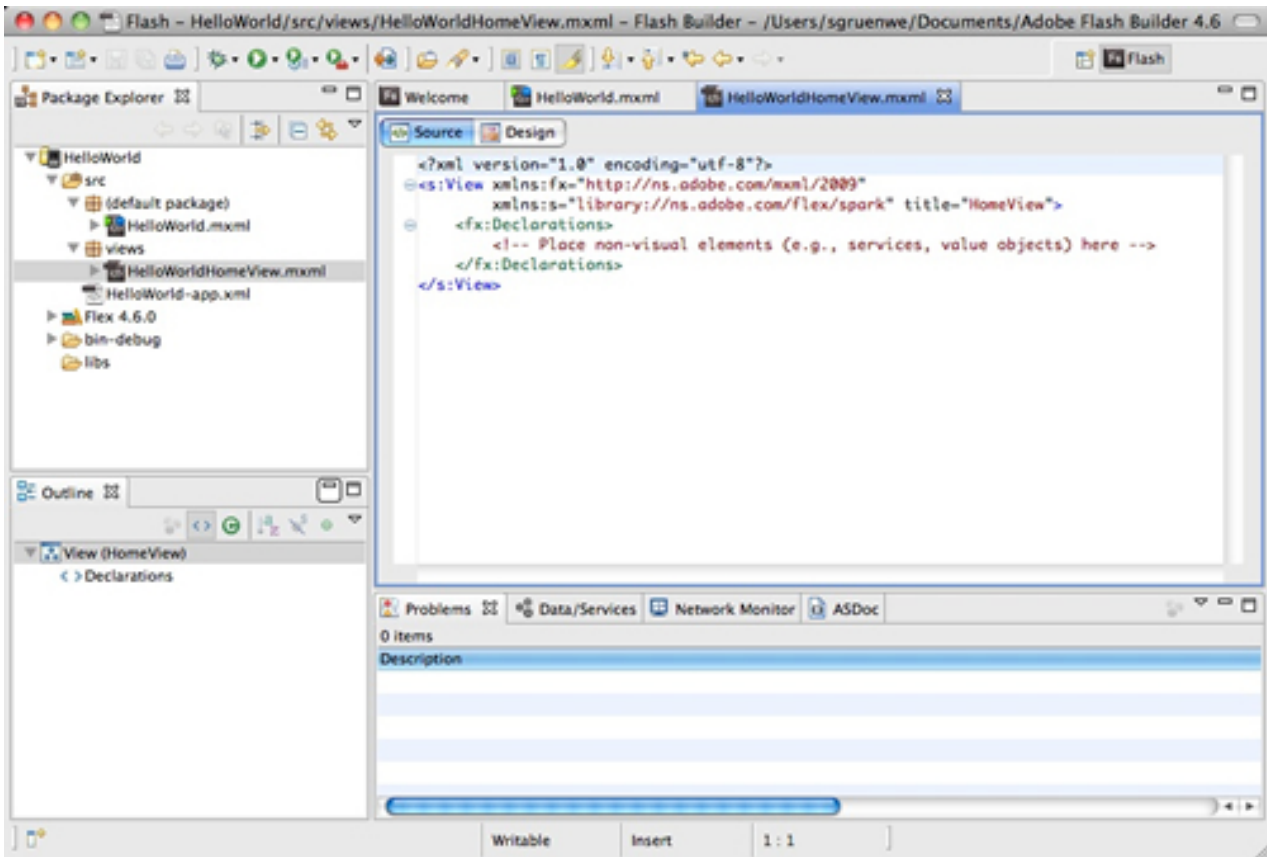 Flash – HelloWorld/src/views/HelloWorldHomeView.mxml – Flash Builder – /Users/sgruenwe/Documents/Adobe Flash Builder 4.6
Flash
Package Explorer
HelloWorld
src
(default package)
HelloWorld.mxml
views
HelloWorldHomeView.mxml
HelloWorld-app.xml
Flex 4.6.0
bin-debug
libs
Welcome HelloWorld.mxml HelloWorldHomeView.mxml
Source Design
<?xml version="1.0" encoding="utf-8"?>
<s:View xmlns:fx="http://ns.adobe.com/mxml/2009"
xmlns:s="library://ns.adobe.com/flex/spark" title="HomeView">
<fx:Declarations>
<!-- Place non-visual elements (e.g., services, value objects) here -->
</fx:Declarations>
</s:View>
Outline
View (HomeView)
Declarations
Problems Data/Services Network Monitor ASDoc
0 items
Description
Writable Insert 1 : 1